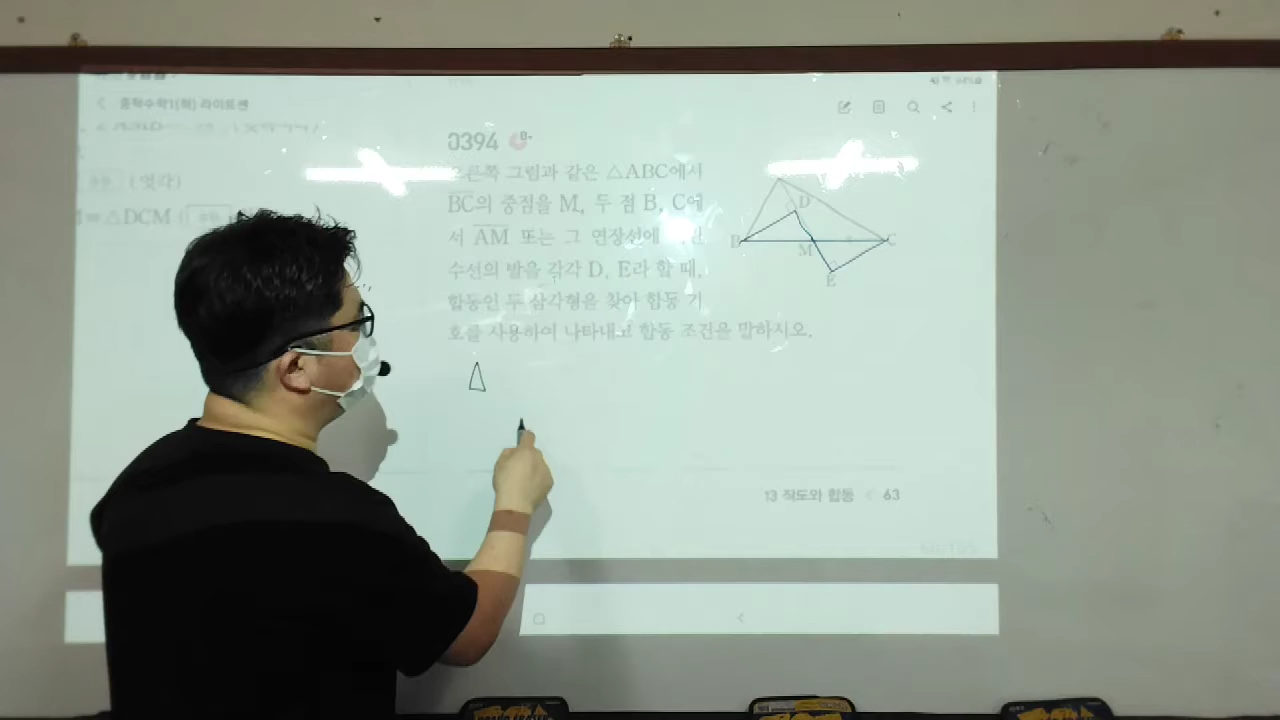 중학수학1(하) 라이트쎈
(엇각)
≡△DCM
0394
오른쪽 그림과 같은 △ABC에서
BC의 중점을 M, 두 점 B, C에
서 AM 또는 그 연장선에
수선의 발을 각각 D, E라 할 때,
합동인 두 삼각형을 찾아 합동 기
호를 사용하여 나타내고 합동 조건을 말하시오.
D
B
C
M
E
13 작도와 합동 < 63